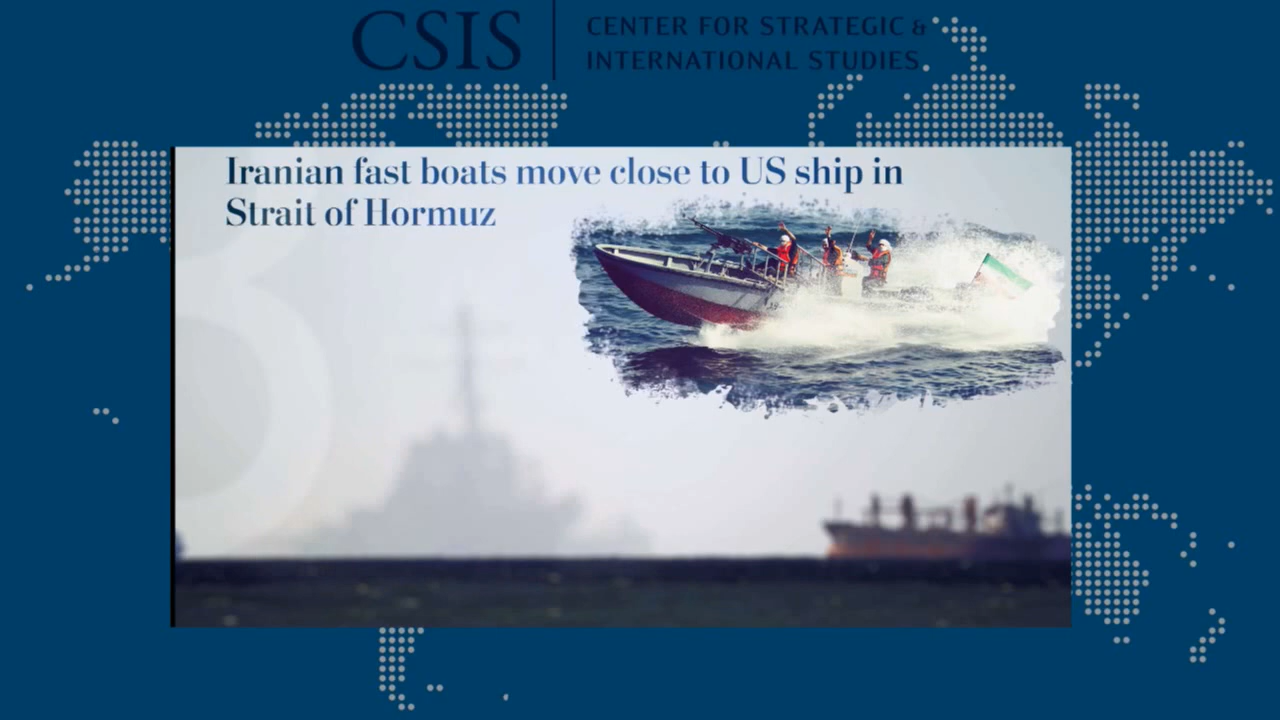 CSIS
CENTER FOR STRATEGIC &
INTERNATIONAL STUDIES
Iranian fast boats move close to US ship in
Strait of Hormuz